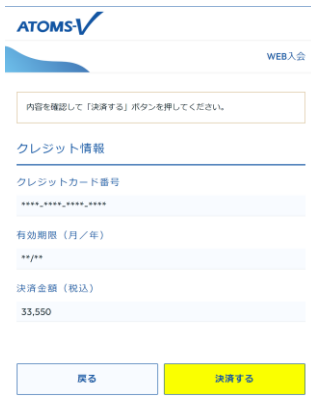 ATOMS-V
WEB入会
内容を確認して「決済する」ボタンを押してください。
クレジット情報
クレジットカード番号
****-****-****-****
有効期限（月／年）
**/**
決済金額（税込）
33,550
戻る
決済する